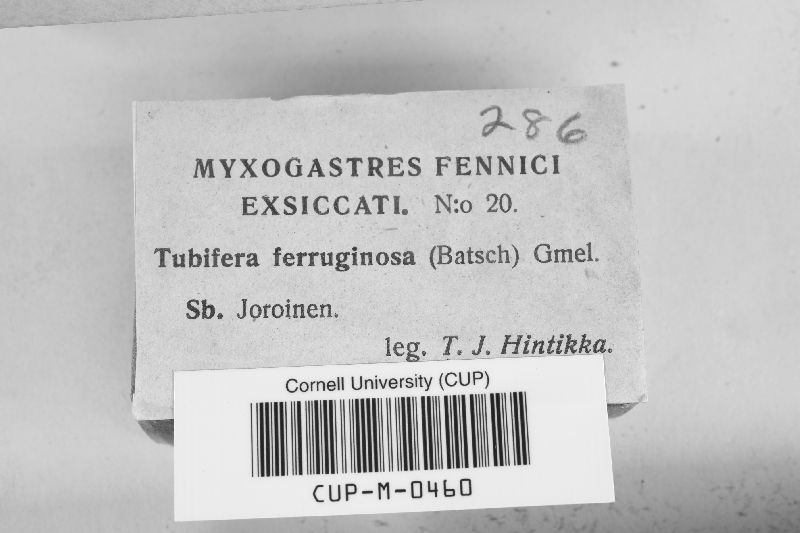 286
MYXOGASTRES FENNICI
EXSICCATI. N:o 20.
Tubifera ferruginosa (Batsch) Gmel.
Sb. Joroinen.
leg. T. J. Hintikka.
Cornell University (CUP)
CUP-M-0460